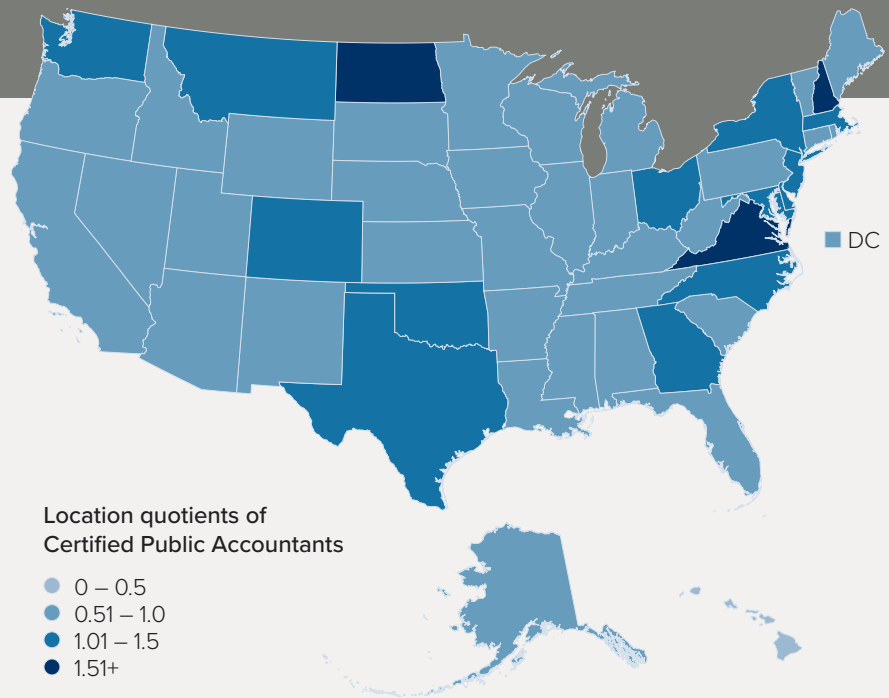 DC
Location quotients of
Certified Public Accountants
0 – 0.5
0.51 – 1.0
1.01 – 1.5
1.51+